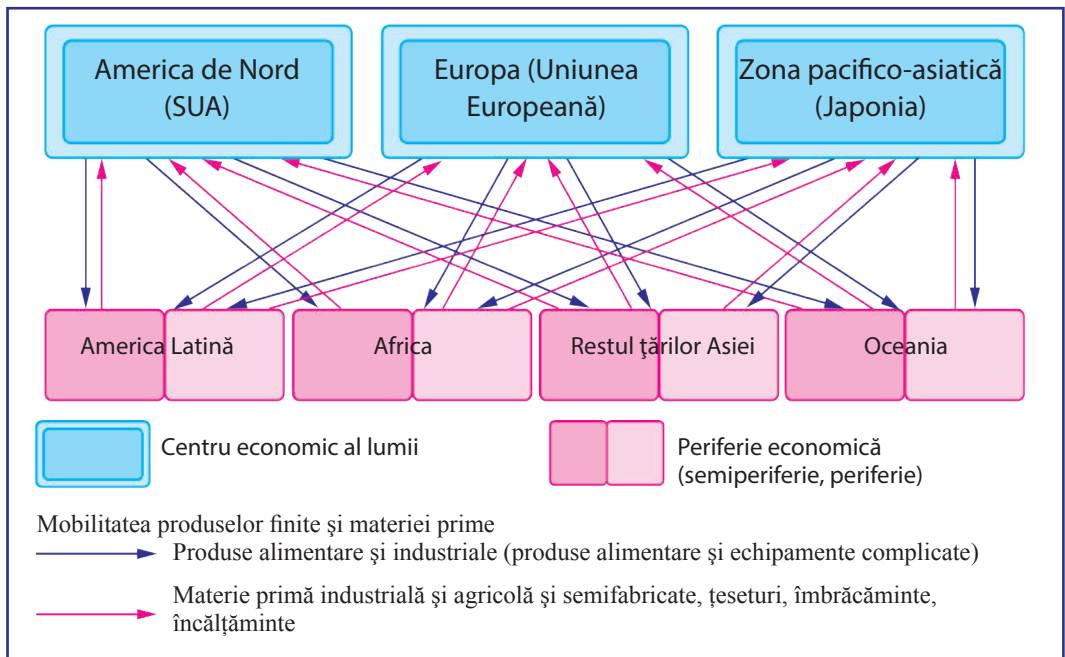 America de Nord
(SUA)
Europa (Uniunea
Europeană)
Zona pacifico-asiatică
(Japonia)
America Latină
Africa
Restul ţărilor Asiei
Oceania
Centru economic al lumii
Periferie economică
(semiperiferie, periferie)
Mobilitatea produselor finite şi materiei prime
Produse alimentare şi industriale (produse alimentare şi echipamente complicate)
Materie primă industrială şi agricolă şi semifabricate, ţeseturi, îmbrăcăminte,
încălţăminte